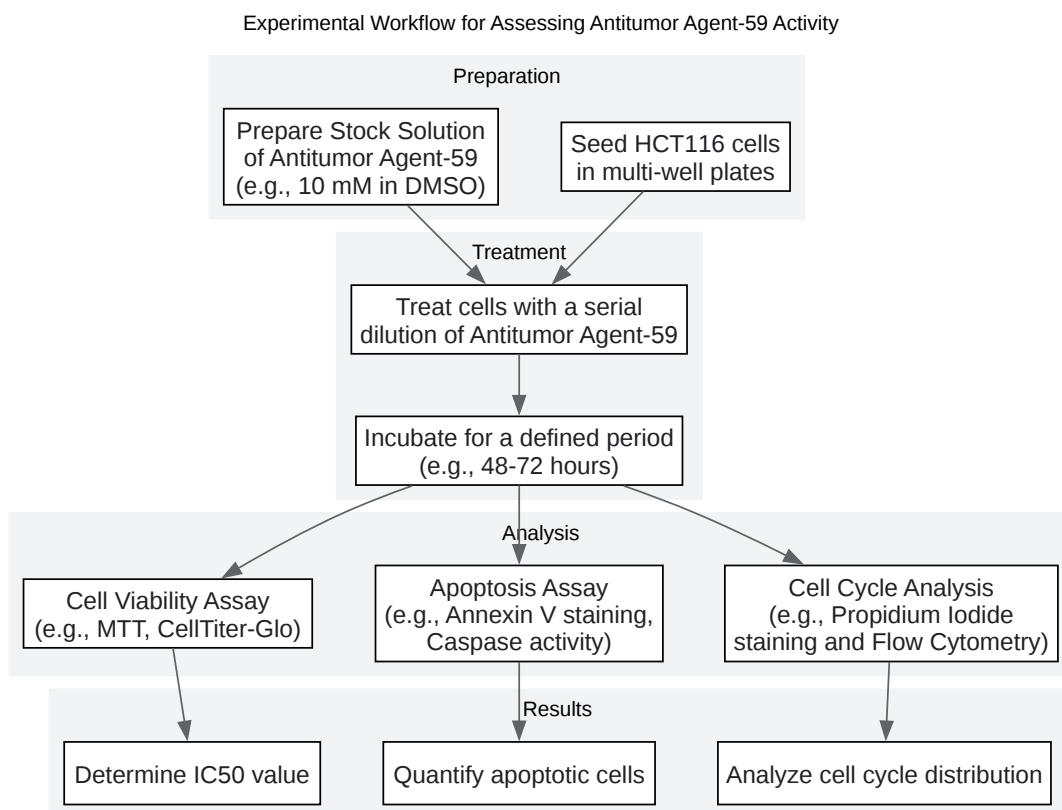 Experimental Workflow for Assessing Antitumor Agent-59 Activity
Preparation
Prepare Stock Solution
of Antitumor Agent-59
(e.g., 10 mM in DMSO)
Seed HCT116 cells
in multi-well plates
Treatment
Treat cells with a serial
dilution of Antitumor Agent-59
Incubate for a defined period
(e.g., 48-72 hours)
Analysis
Cell Viability Assay
(e.g., MTT, CellTiter-Glo)
Apoptosis Assay
(e.g., Annexin V staining,
Caspase activity)
Cell Cycle Analysis
(e.g., Propidium Iodide
staining and Flow Cytometry)
Results
Determine IC50 value
Quantify apoptotic cells
Analyze cell cycle distribution